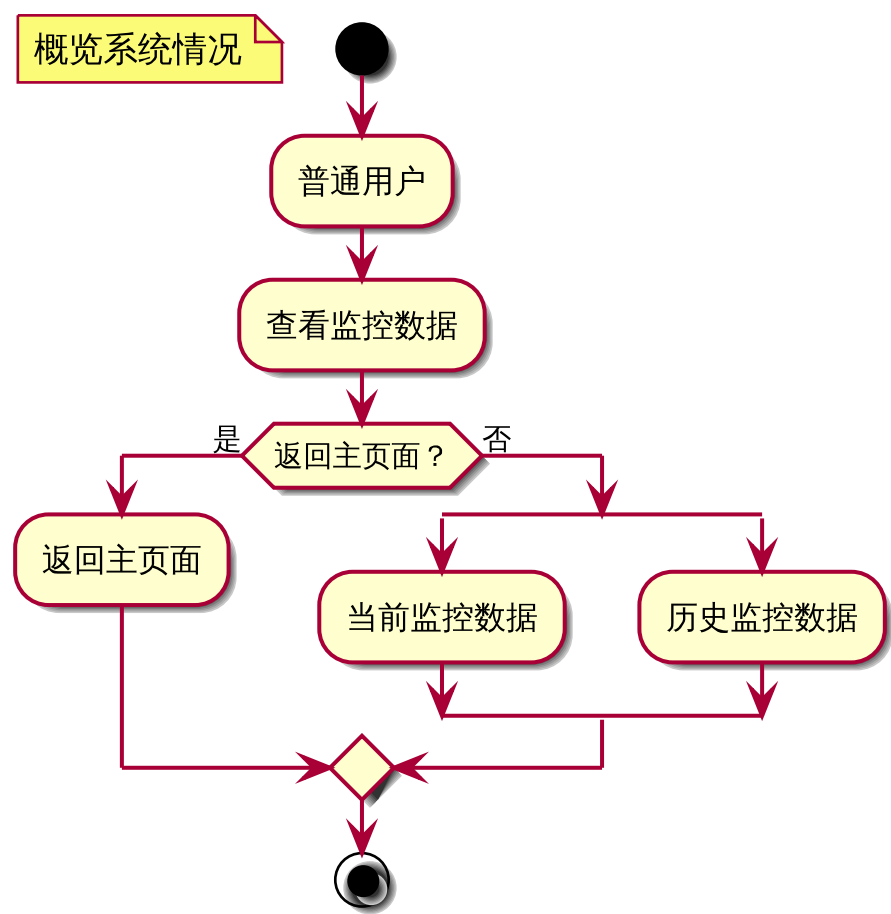 概览系统情况
普通用户
查看监控数据
是
返回主页面？
否
返回主页面
当前监控数据
历史监控数据